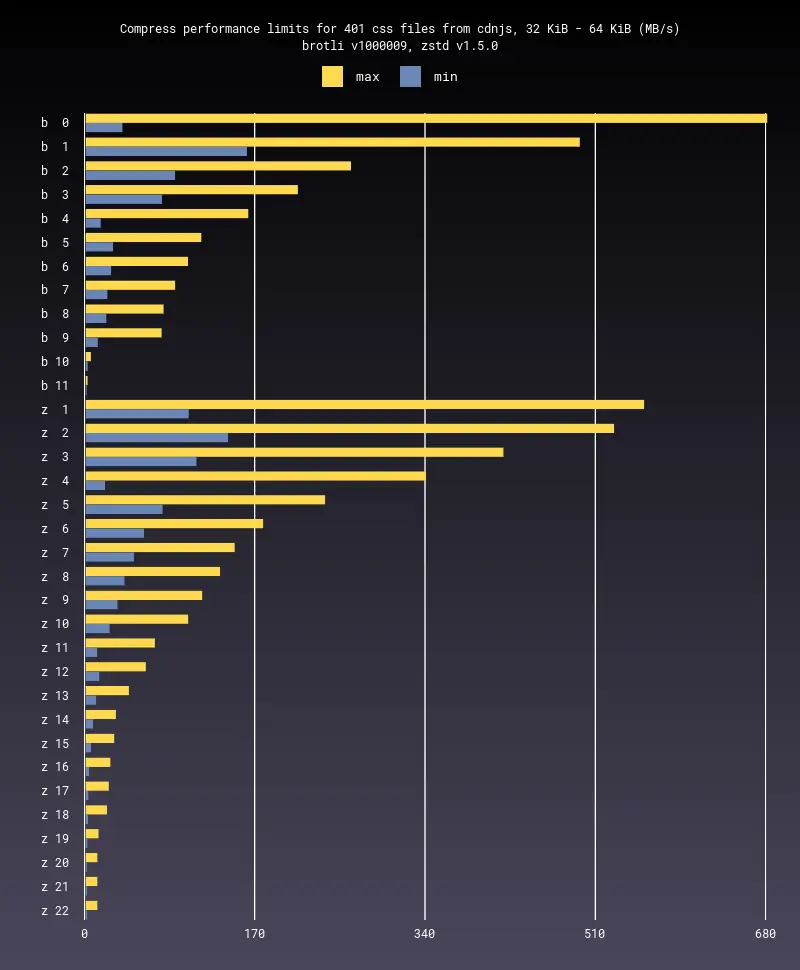 Compress performance limits for 401 css files from cdnjs, 32 KiB - 64 KiB (MB/s)
brotli v1000009, zstd v1.5.0
max min
b 0
b 1
b 2
b 3
b 4
b 5
b 6
b 7
b 8
b 9
b 10
b 11
z 1
z 2
z 3
z 4
z 5
z 6
z 7
z 8
z 9
z 10
z 11
z 12
z 13
z 14
z 15
z 16
z 17
z 18
z 19
z 20
z 21
z 22
0 170 340 510 680